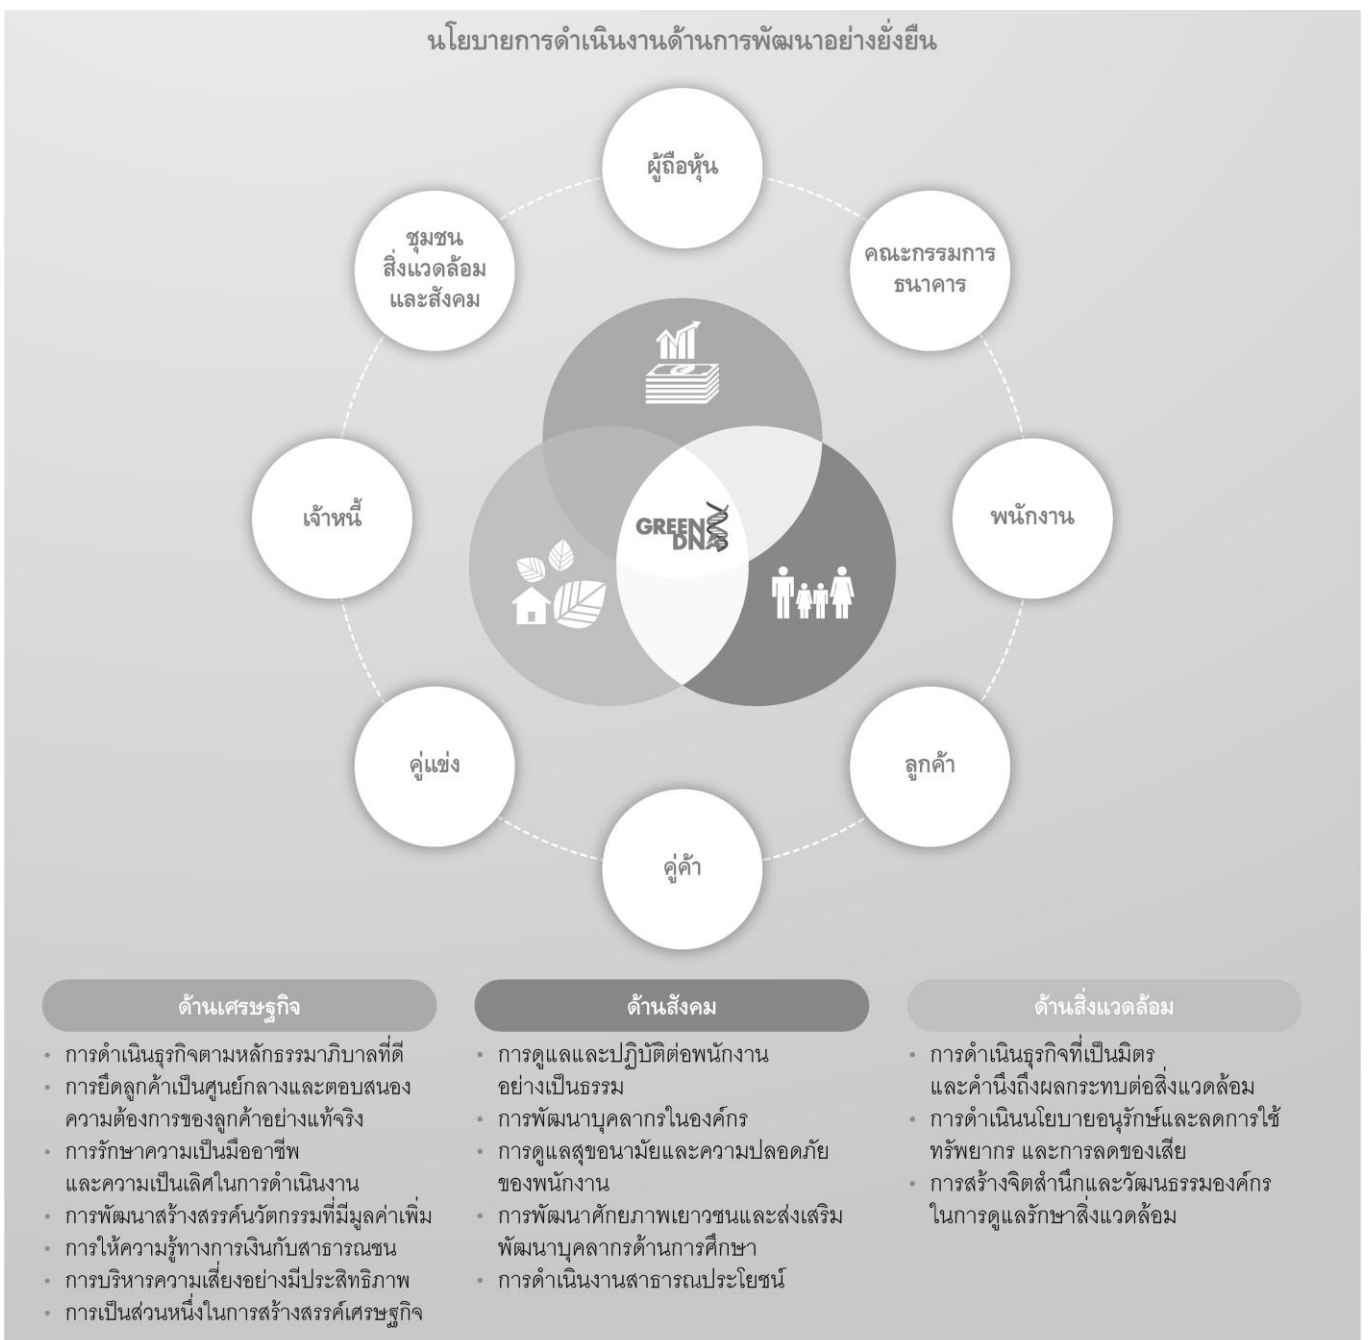 นโยบายการดำเนินงานด้านการพัฒนาอย่างยั่งยืน
ผู้ถือหุ้น
ชุมชน
สิ่งแวดล้อม
และสังคม
คณะกรรมการ
ธนาคาร
เจ้าหนี้
GREEN
DNA
พนักงาน
คู่แข่ง
ลูกค้า
คู่ค้า
ด้านเศรษฐกิจ
• การดำเนินธุรกิจตามหลักธรรมาภิบาลที่ดี
• การยึดลูกค้าเป็นศูนย์กลางและตอบสนอง
ความต้องการของลูกค้าอย่างแท้จริง
• การรักษาความเป็นมืออาชีพ
และความเป็นเลิศในการดำเนินงาน
• การพัฒนาสร้างสรรค์นวัตกรรมที่มีมูลค่าเพิ่ม
• การให้ความรู้ทางการเงินกับสาธารณชน
• การบริหารความเสี่ยงอย่างมีประสิทธิภาพ
• การเป็นส่วนหนึ่งในการสร้างสรรค์เศรษฐกิจ
ด้านสังคม
• การดูแลและปฏิบัติต่อพนักงาน
อย่างเป็นธรรม
• การพัฒนาบุคลากรในองค์กร
• การดูแลสุขอนามัยและความปลอดภัย
ของพนักงาน
• การพัฒนาศักยภาพเยาวชนและส่งเสริม
พัฒนาบุคลากรด้านการศึกษา
• การดำเนินงานสาธารณประโยชน์
ด้านสิ่งแวดล้อม
• การดำเนินธุรกิจที่เป็นมิตร
และคำนึงถึงผลกระทบต่อสิ่งแวดล้อม
• การดำเนินนโยบายอนุรักษ์และลดการใช้
ทรัพยากร และการลดของเสีย
• การสร้างจิตสำนึกและวัฒนธรรมองค์กร
ในการดูแลรักษาสิ่งแวดล้อม